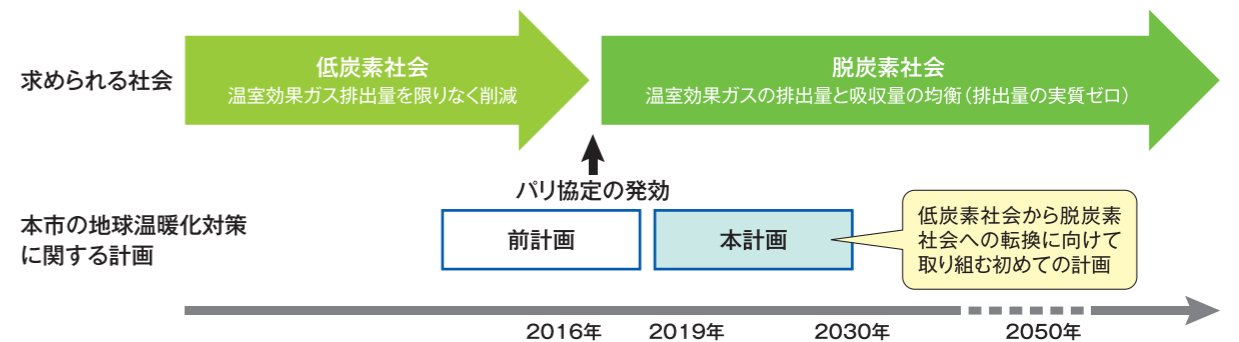 求められる社会
低炭素社会
温室効果ガス排出量を限りなく削減
脱炭素社会
温室効果ガスの排出量と吸収量の均衡（排出量の実質ゼロ）
パリ協定の発効
本市の地球温暖化対策
に関する計画
前計画
本計画
低炭素社会から脱炭素
社会への転換に向けて
取り組む初めての計画
2016年
2019年
2030年
2050年